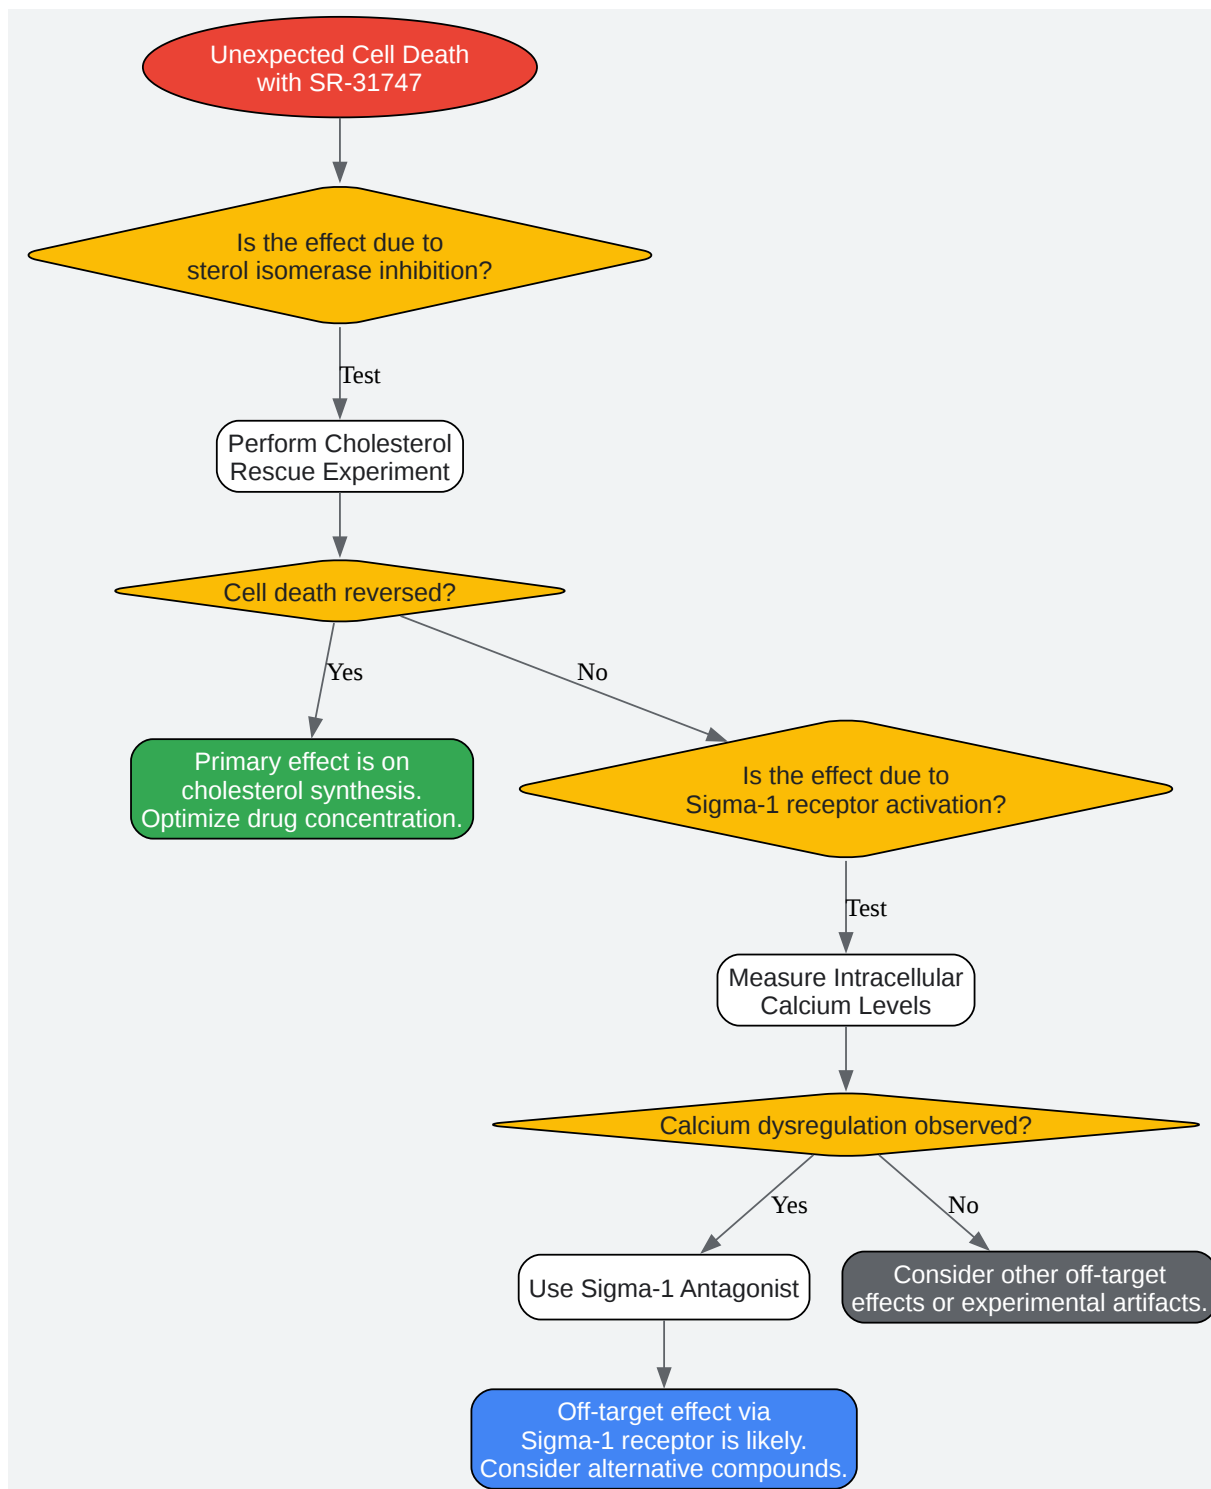 Unexpected Cell Death
with SR-31747
Is the effect due to
sterol isomerase inhibition?
Test
Perform Cholesterol
Rescue Experiment
Cell death reversed?
Yes
No
Primary effect is on
cholesterol synthesis.
Optimize drug concentration.
Is the effect due to
Sigma-1 receptor activation?
Test
Measure Intracellular
Calcium Levels
Calcium dysregulation observed?
Yes
No
Use Sigma-1 Antagonist
Consider other off-target
effects or experimental artifacts.
Off-target effect via
Sigma-1 receptor is likely.
Consider alternative compounds.